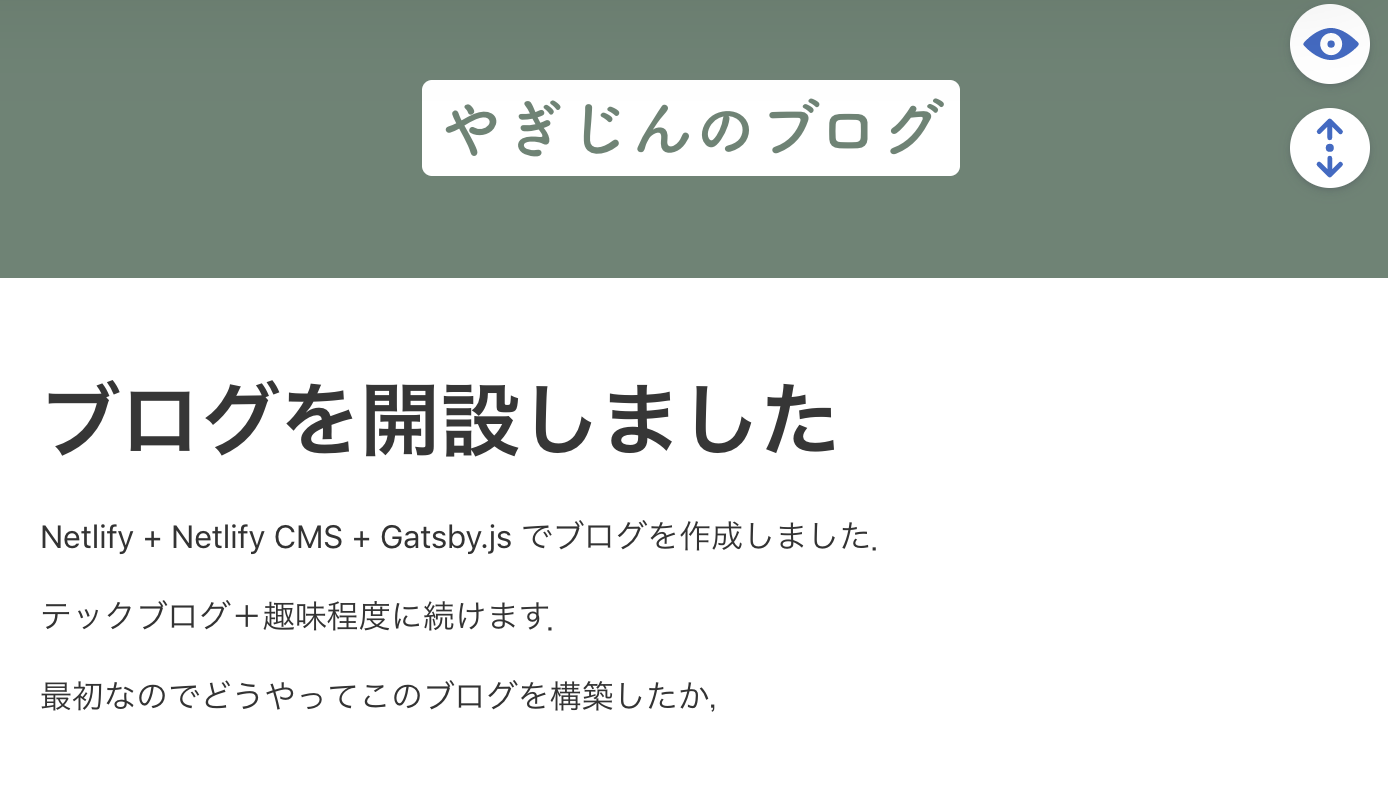 やぎじんのブログ
ブログを開設しました
Netlify + Netlify CMS + Gatsby.js でブログを作成しました.
テックブログ＋趣味程度に続けます.
最初なのでどうやってこのブログを構築したか,